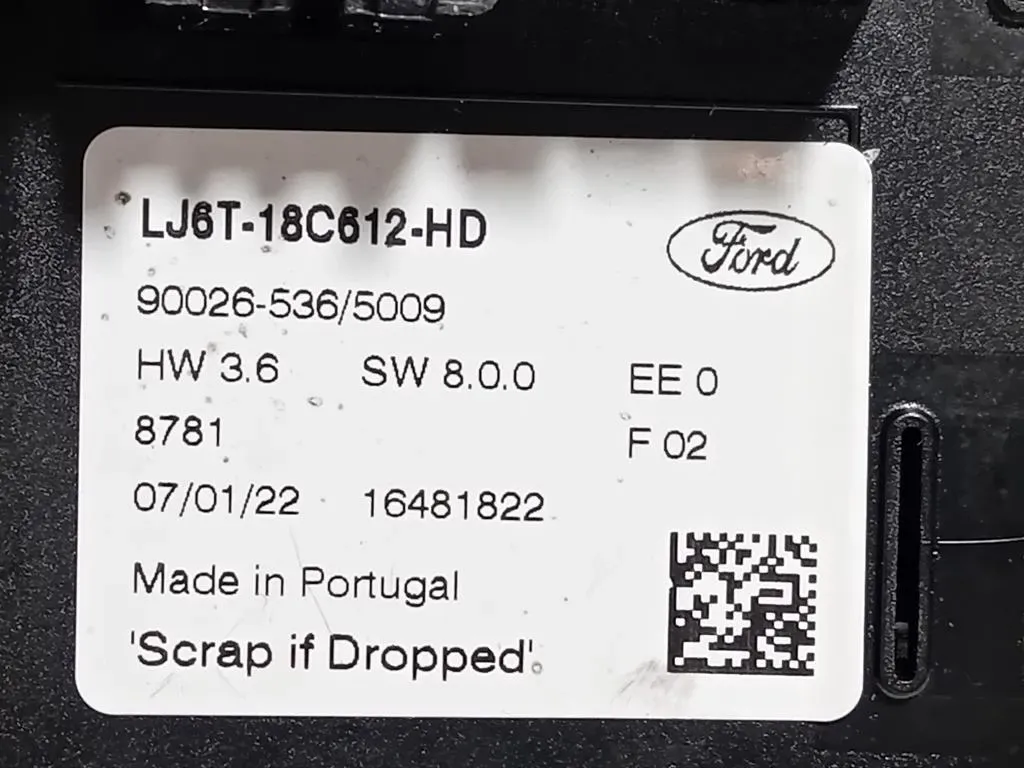 LJ6T-18C612-HD
Ford
90026-536/5009
HW 3.6 SW 8.0.0 EE 0
8781 F 02
07/01/22 16481822
Made in Portugal
'Scrap if Dropped'